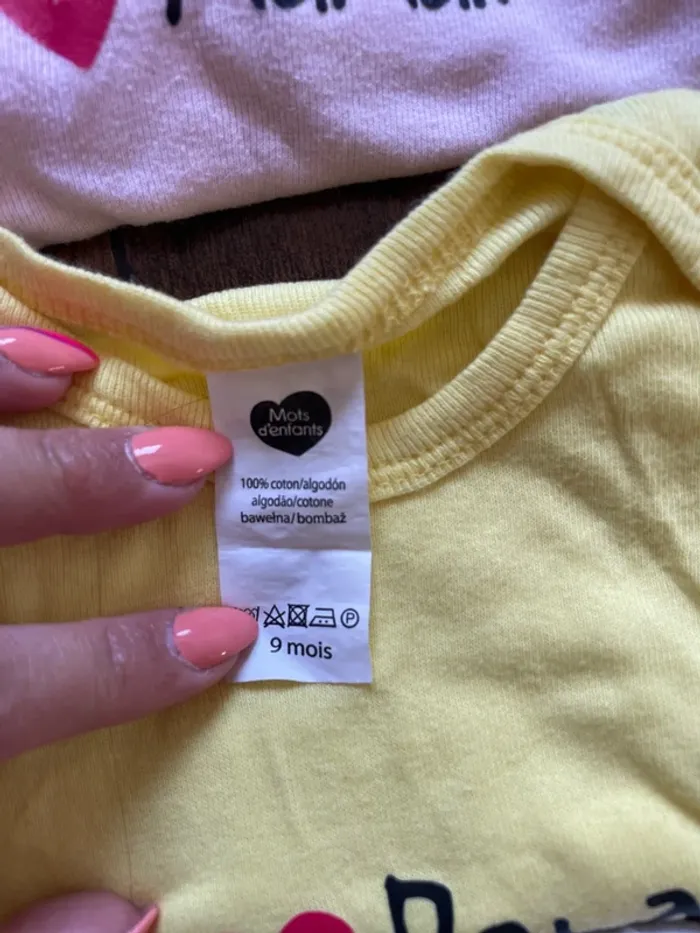 Mots
d'enfants
100% coton/algodón
algodão/cotone
bawełna/bombaž
P
9 mois